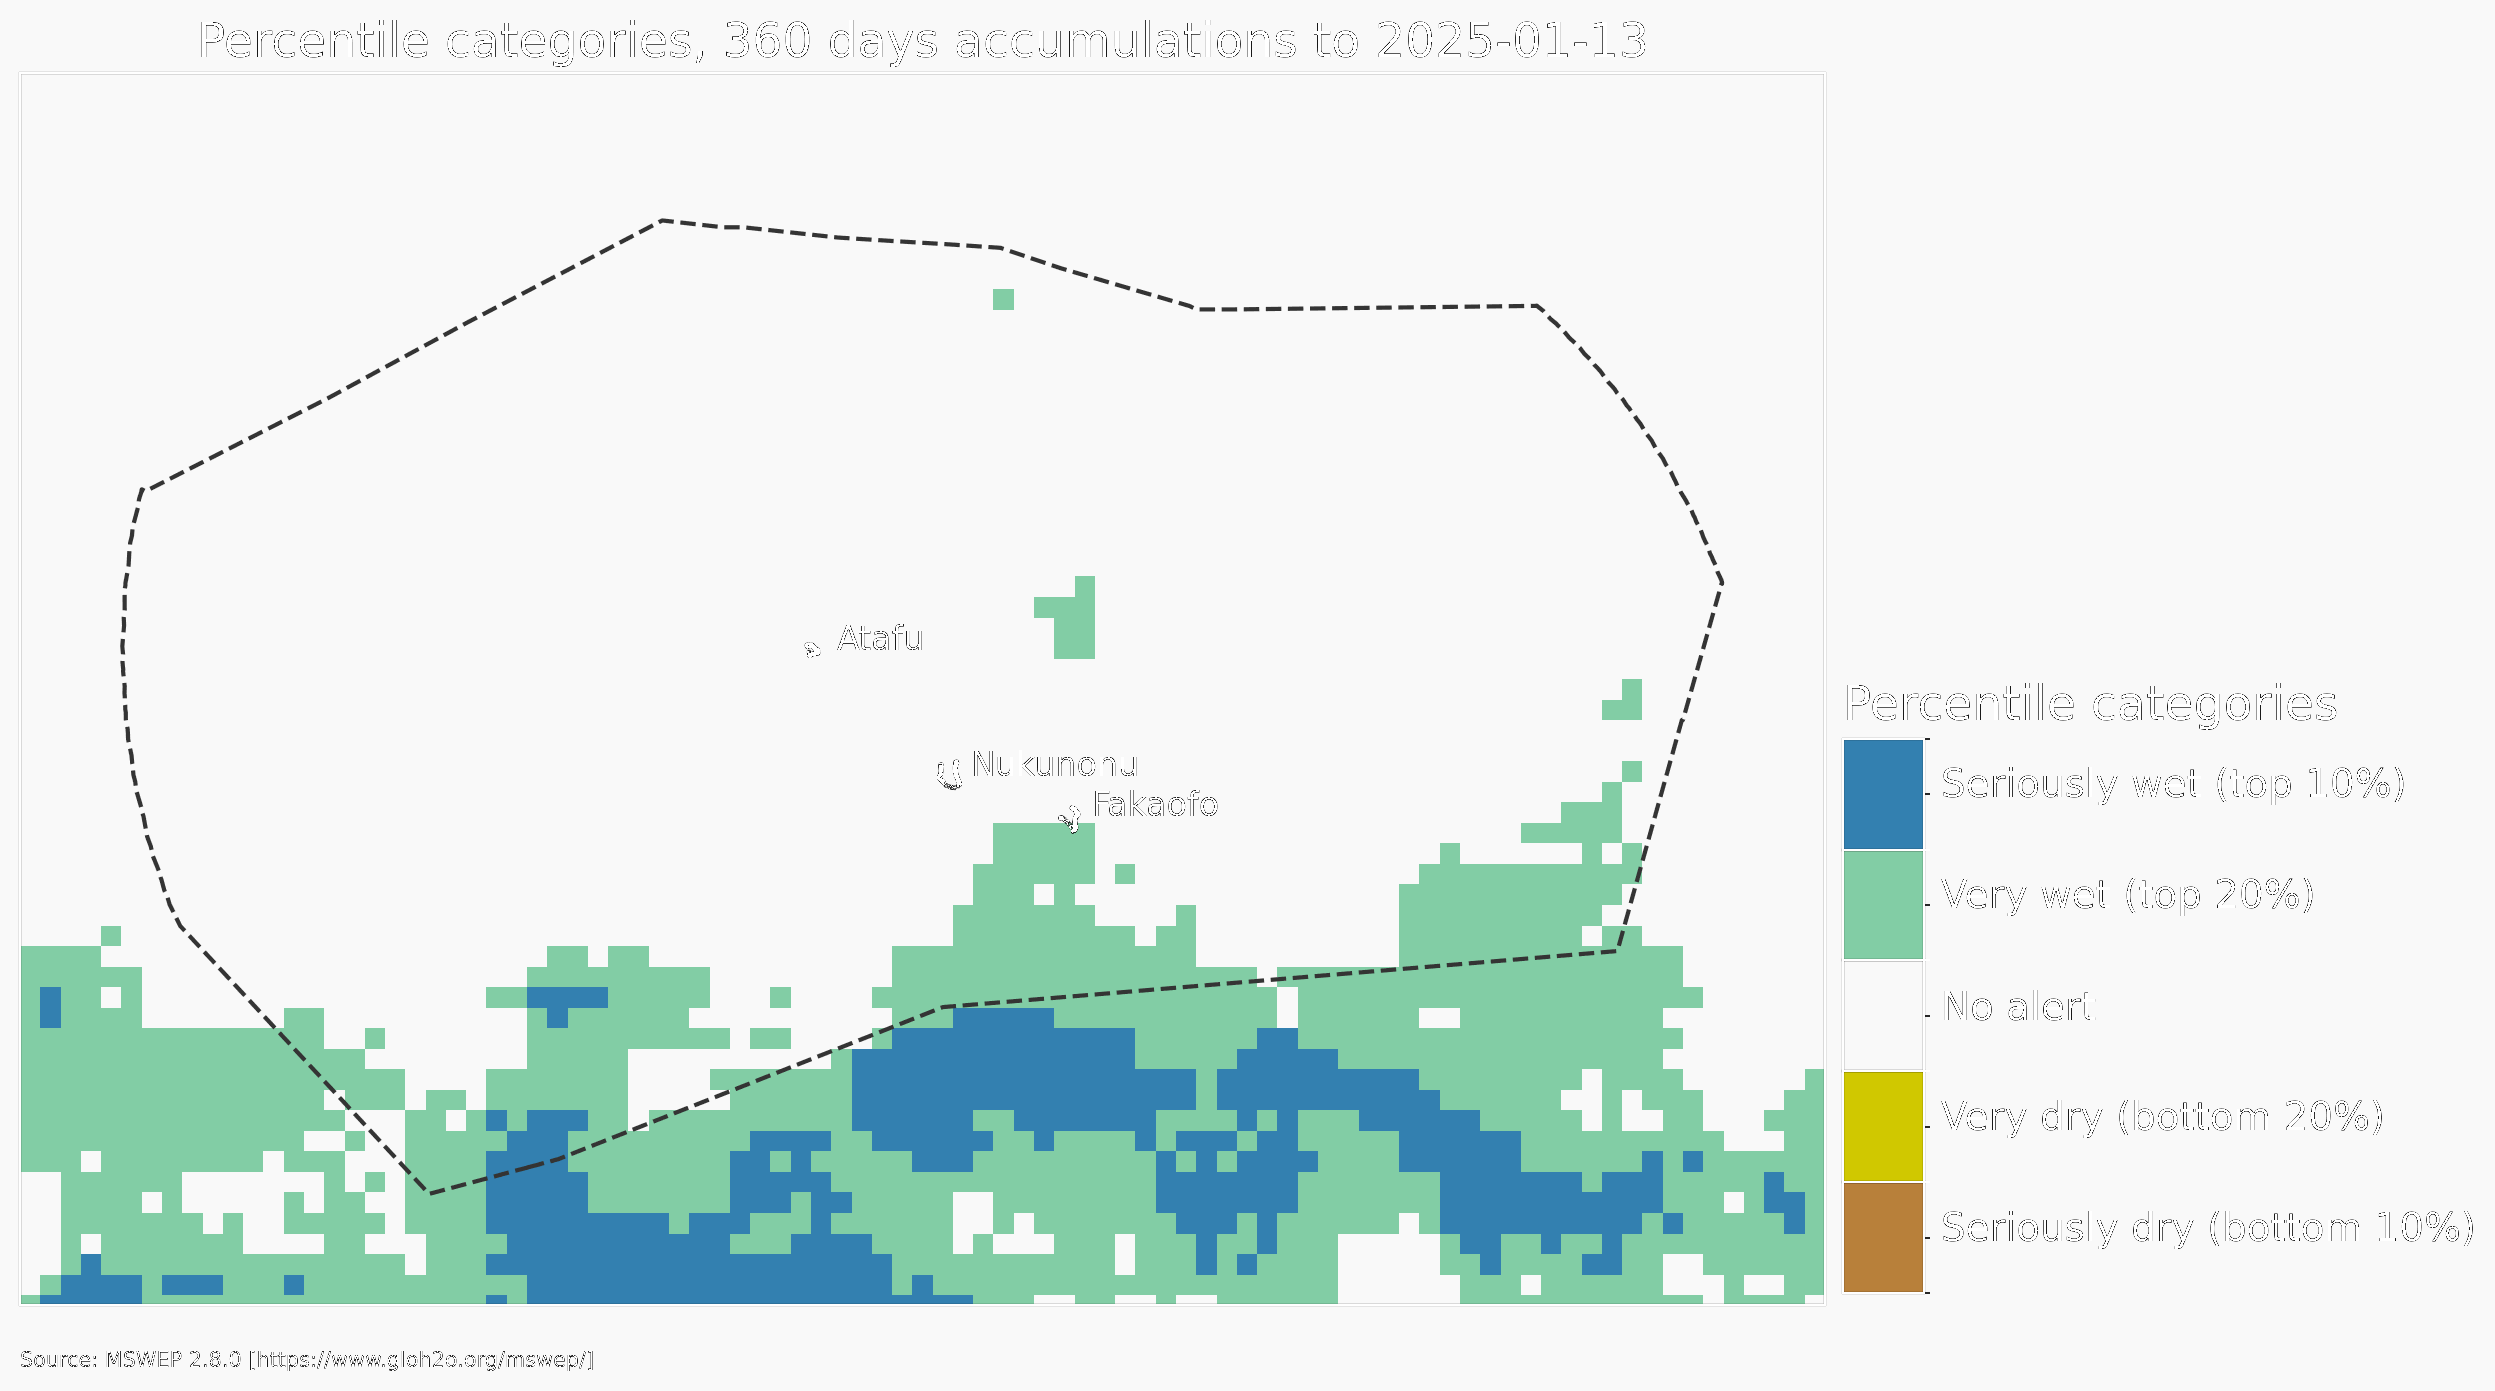 Percentile categories, 360 days accumulations to 2025-01-13
Atafu
Nukunonu
Fakaofo
Percentile categories
Seriously wet (top 10%)
Very wet (top 20%)
No alert
Very dry (bottom 20%)
Seriously dry (bottom 10%)
Source: MSWEP 2.8.0 [https://www.gloh2o.org/mswep/]